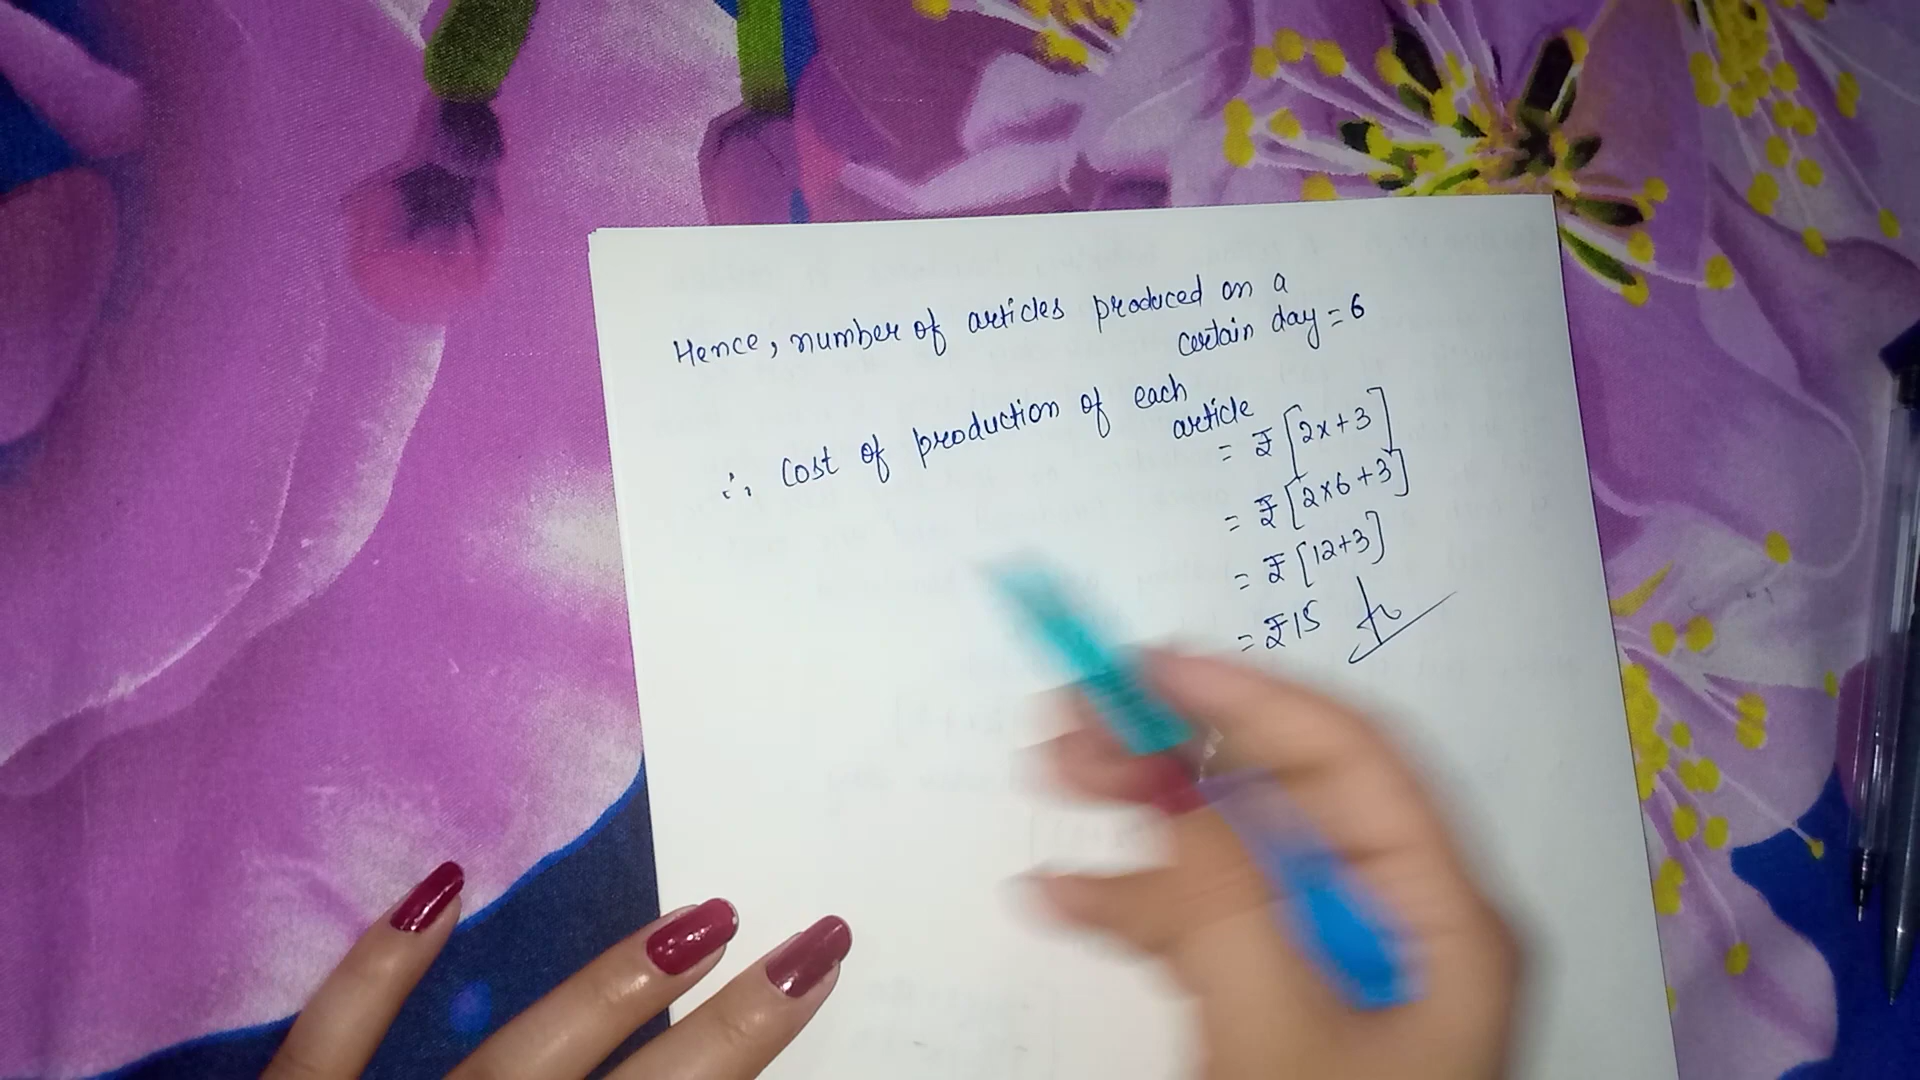 Hence, number of articles produced on a
certain day = 6
∴ Cost of production of each
article
= ₹ [2x+3]
= ₹ [2×6+3]
= ₹ [12+3]
= ₹15